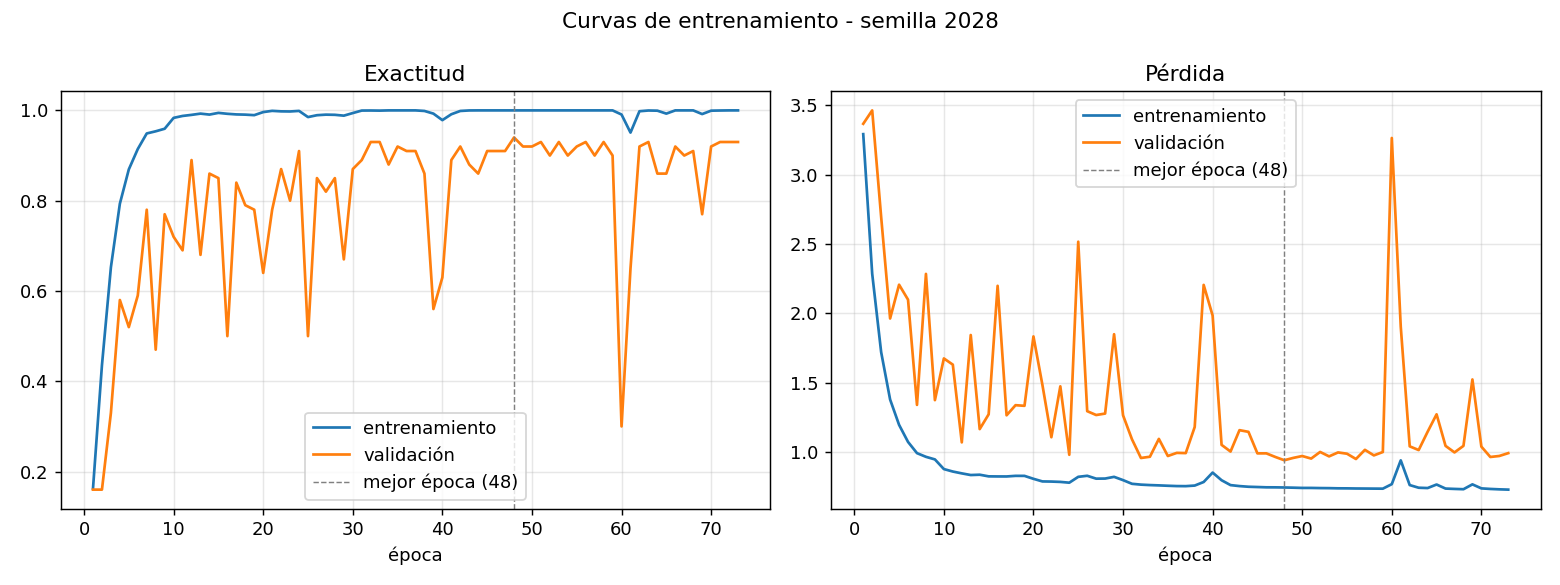 Curvas de entrenamiento - semilla 2028
Exactitud
1.0
0.8
0.6
0.4
0.2
0 10 20 30 40 50 60 70
época
entrenamiento
validación
mejor época (48)
Pérdida
3.5
3.0
2.5
2.0
1.5
1.0
0 10 20 30 40 50 60 70
época
entrenamiento
validación
mejor época (48)